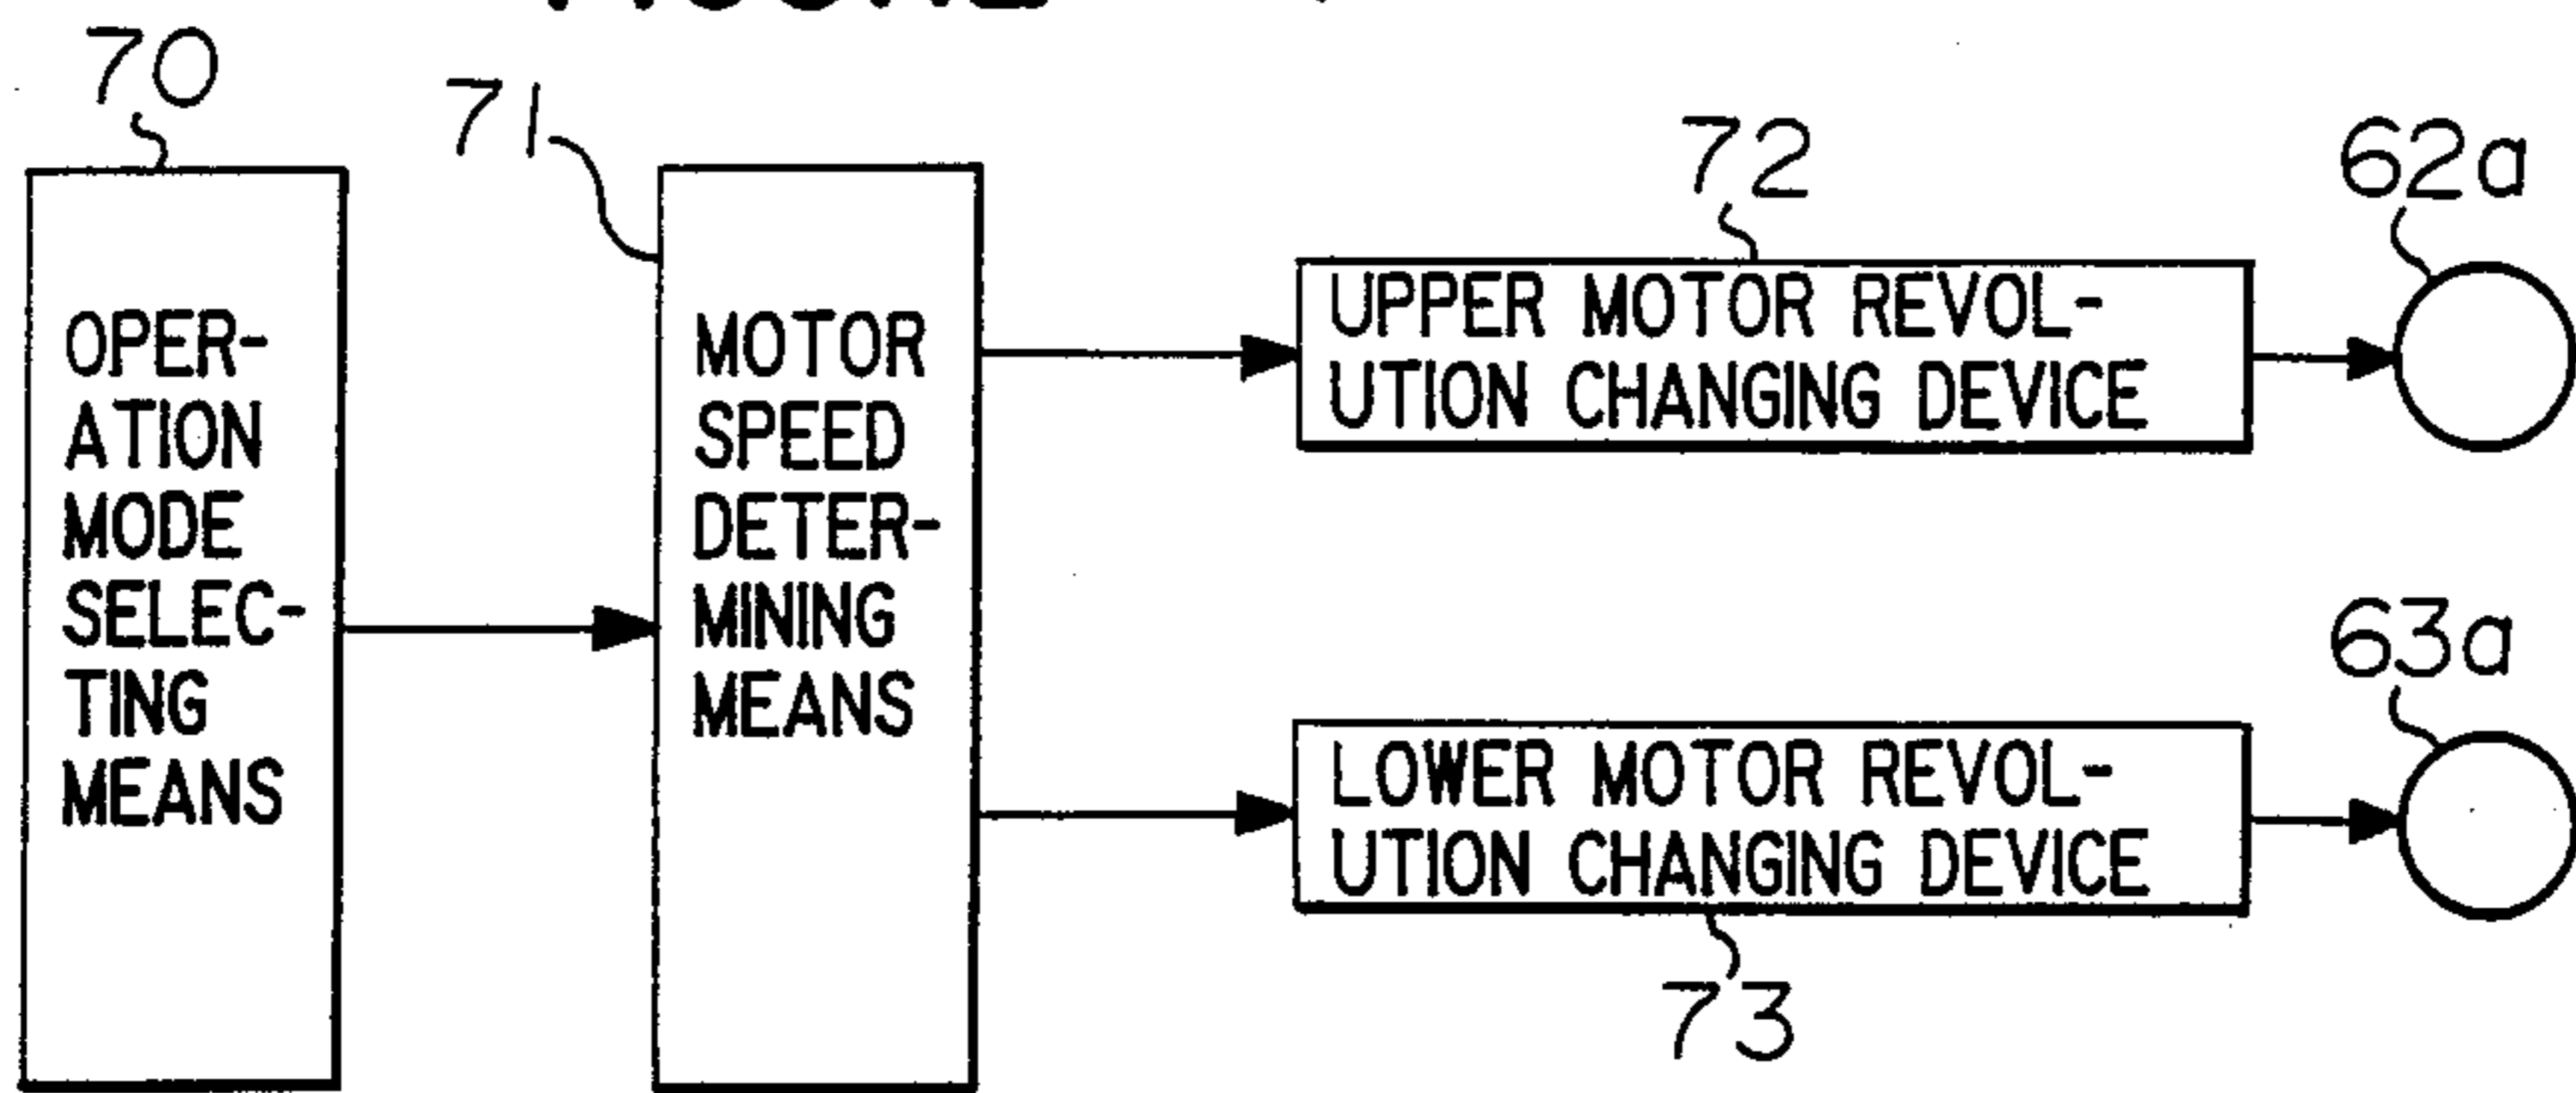 70
OPER-
ATION
MODE
SELEC-
TING
MEANS
71
MOTOR
SPEED
DETER-
MINING
MEANS
72
UPPER MOTOR REVOL-
UTION CHANGING DEVICE
62a
LOWER MOTOR REVOL-
UTION CHANGING DEVICE
73
63a